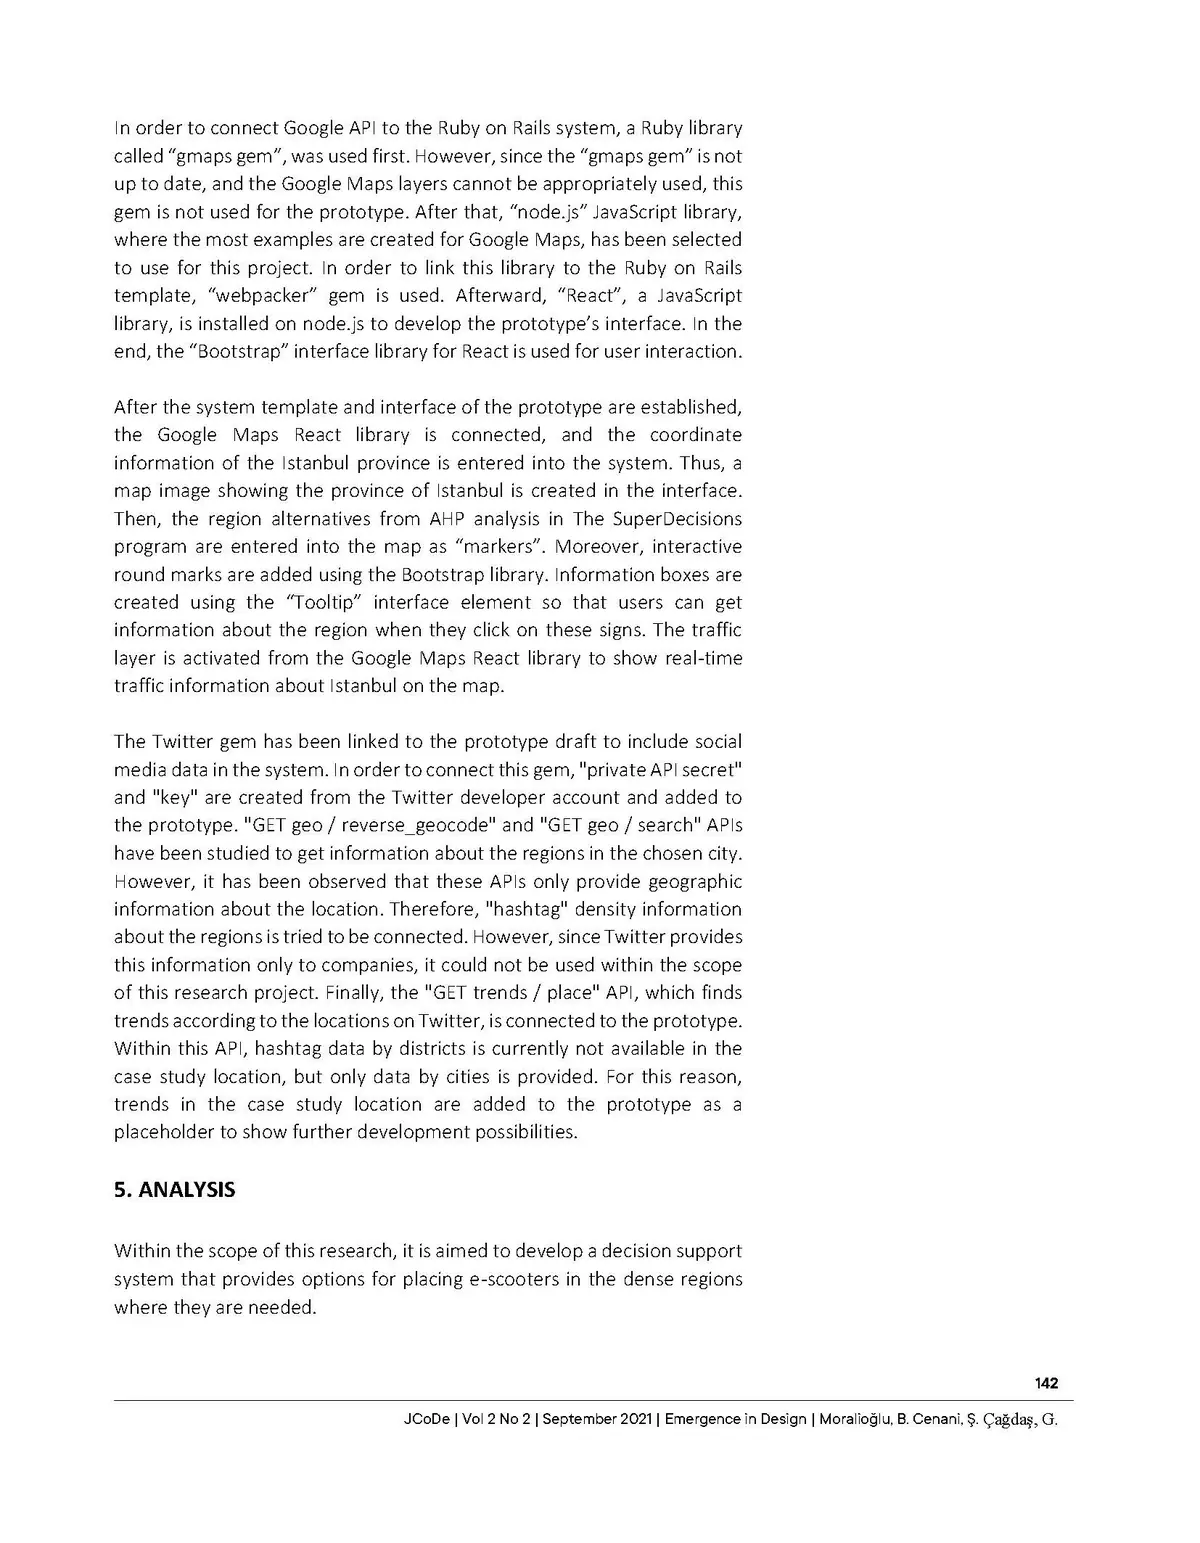 In order to connect Google API to the Ruby on Rails system, a Ruby library
called “gmaps gem”, was used first. However, since the “gmaps gem” is not
up to date, and the Google Maps layers cannot be appropriately used, this
gem is not used for the prototype. After that, “node.js” JavaScript library,
where the most examples are created for Google Maps, has been selected
to use for this project. In order to link this library to the Ruby on Rails
template, “webpacker” gem is used. Afterward, “React”, a JavaScript
library, is installed on node.js to develop the prototype’s interface. In the
end, the “Bootstrap” interface library for React is used for user interaction.
After the system template and interface of the prototype are established,
the Google Maps React library is connected, and the coordinate
information of the Istanbul province is entered into the system. Thus, a
map image showing the province of Istanbul is created in the interface.
Then, the region alternatives from AHP analysis in The SuperDecisions
program are entered into the map as “markers”. Moreover, interactive
round marks are added using the Bootstrap library. Information boxes are
created using the “Tooltip” interface element so that users can get
information about the region when they click on these signs. The traffic
layer is activated from the Google Maps React library to show real-time
traffic information about Istanbul on the map.
The Twitter gem has been linked to the prototype draft to include social
media data in the system. In order to connect this gem, "private API secret"
and "key" are created from the Twitter developer account and added to
the prototype. "GET geo / reverse_geocode" and "GET geo / search" APIs
have been studied to get information about the regions in the chosen city.
However, it has been observed that these APIs only provide geographic
information about the location. Therefore, "hashtag" density information
about the regions is tried to be connected. However, since Twitter provides
this information only to companies, it could not be used within the scope
of this research project. Finally, the "GET trends / place" API, which finds
trends according to the locations on Twitter, is connected to the prototype.
Within this API, hashtag data by districts is currently not available in the
case study location, but only data by cities is provided. For this reason,
trends in the case study location are added to the prototype as a
placeholder to show further development possibilities.
5. ANALYSIS
Within the scope of this research, it is aimed to develop a decision support
system that provides options for placing e-scooters in the dense regions
where they are needed.
142
JCoDe | Vol 2 No 2 | September 2021 | Emergence in Design | Moralioğlu, B. Cenani, Ş. Çağdaş, G.